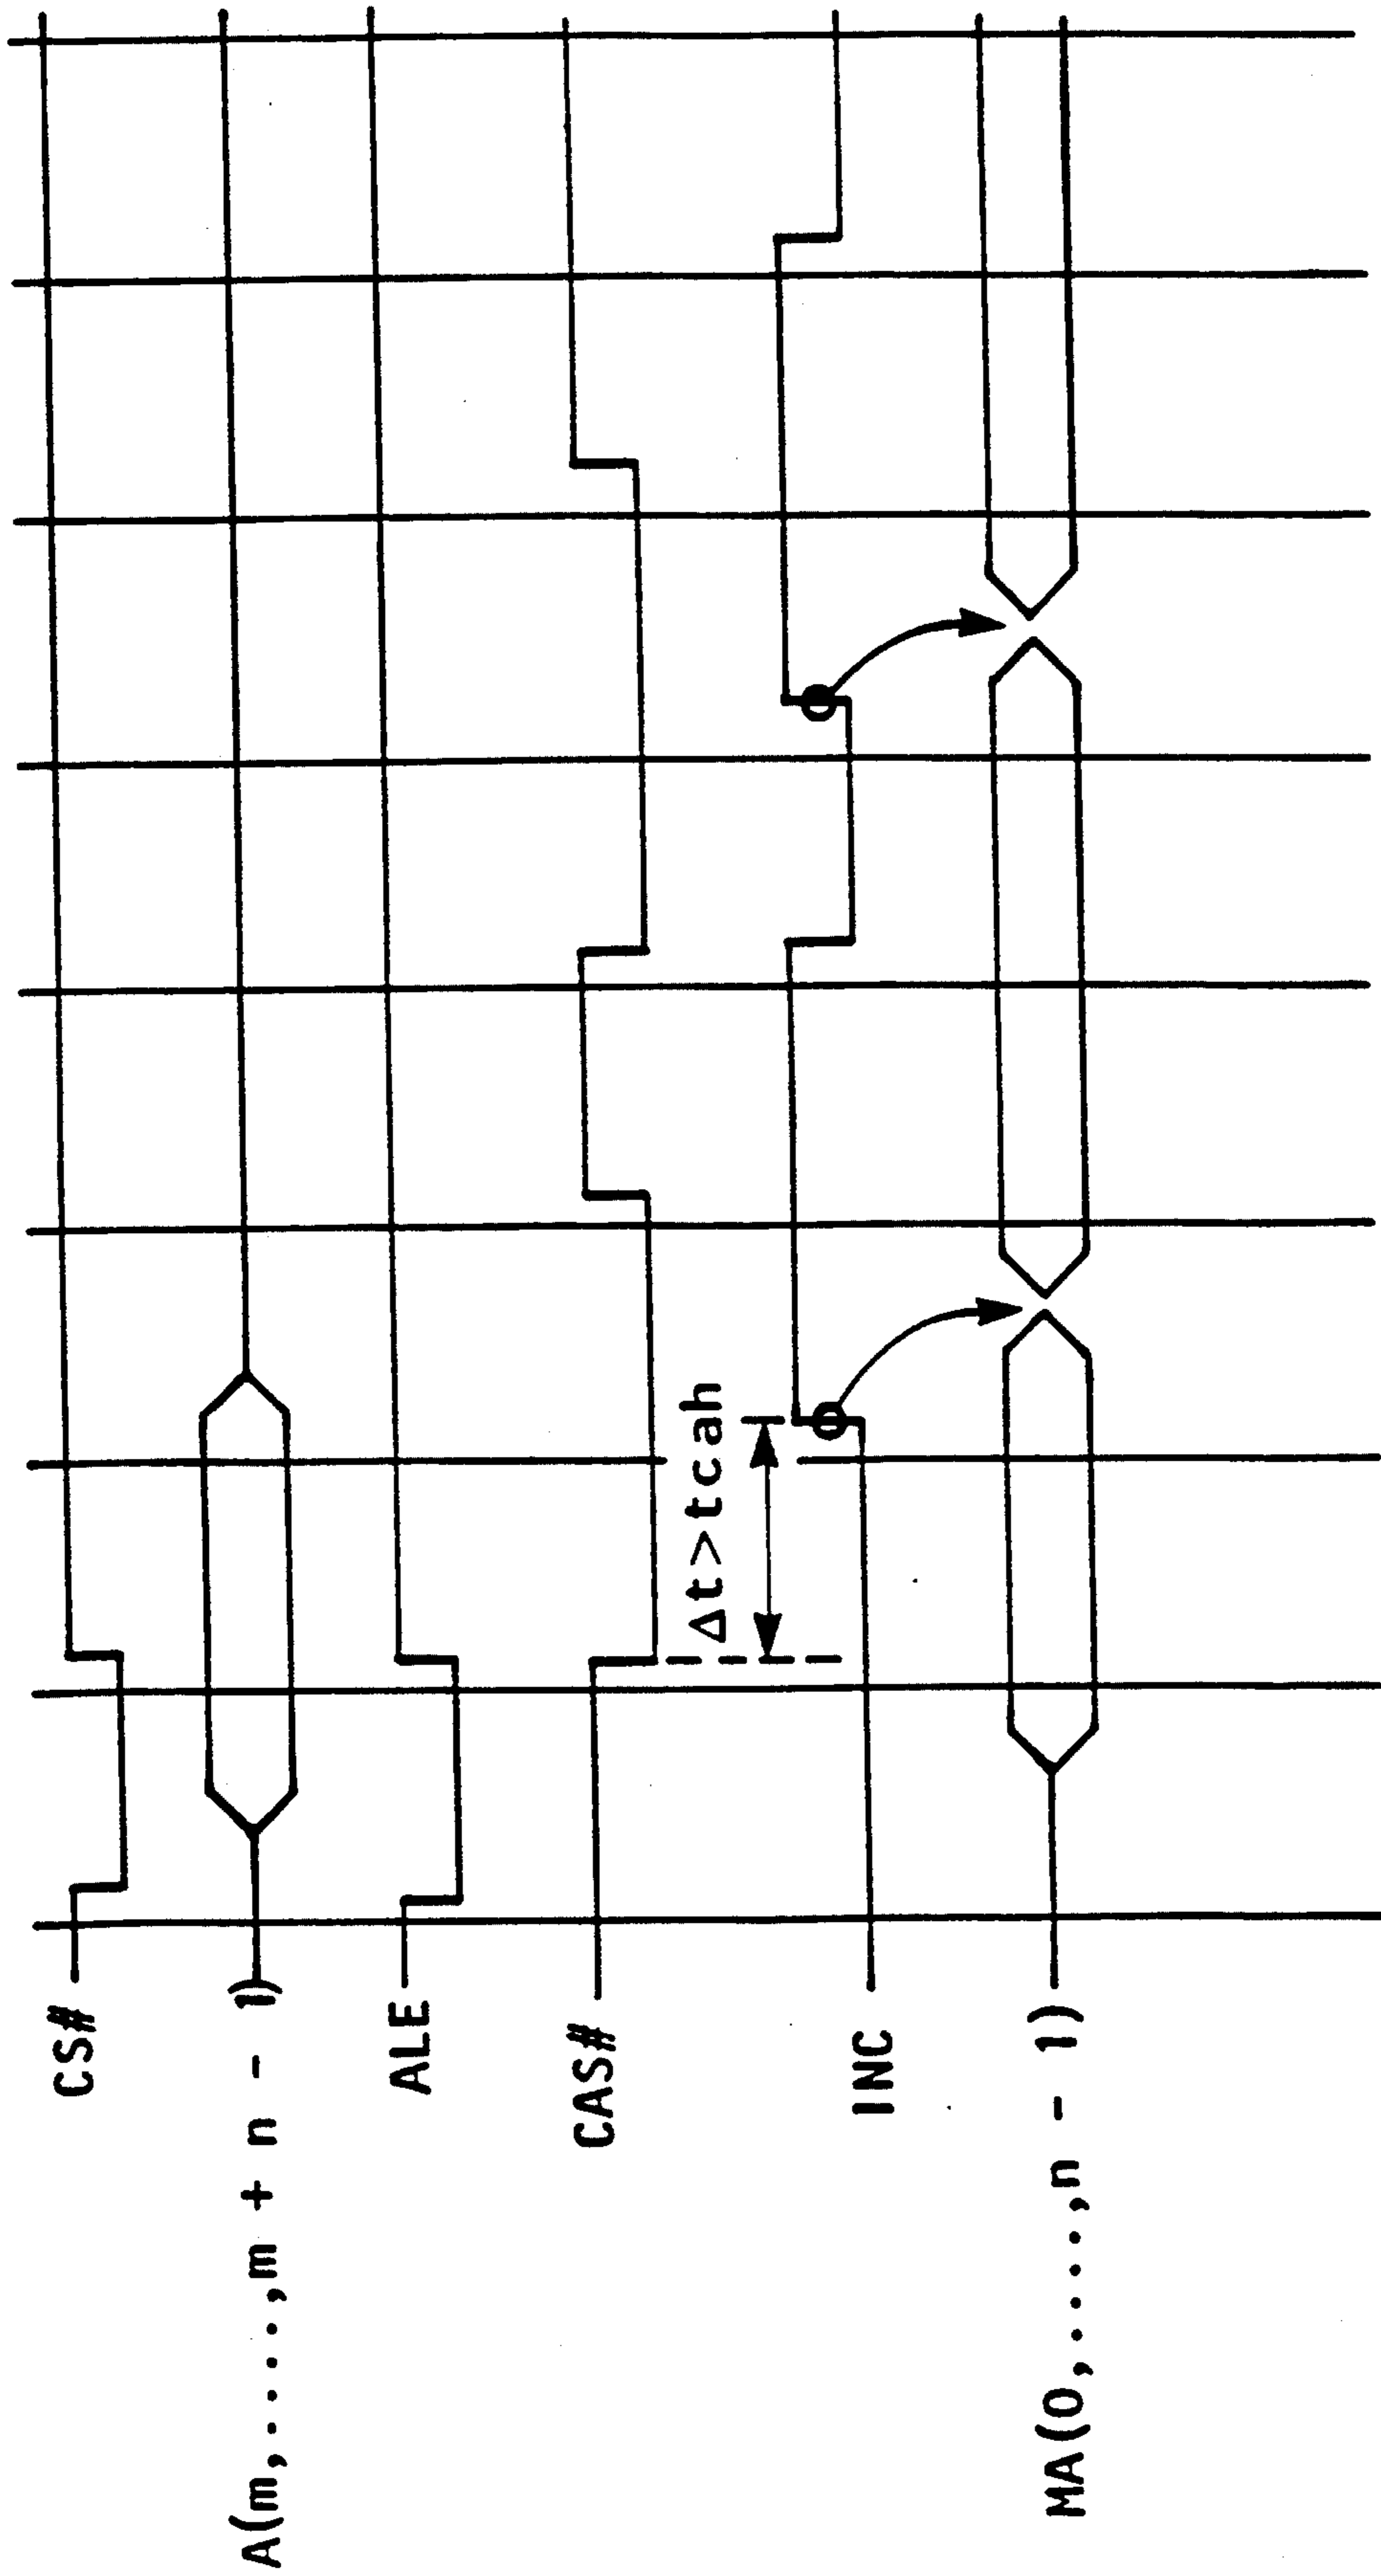 CS#
A(m,.....,m + n - 1)
ALE
CAS#
Δt>tcah
INC
MA(0,.....,n - 1)